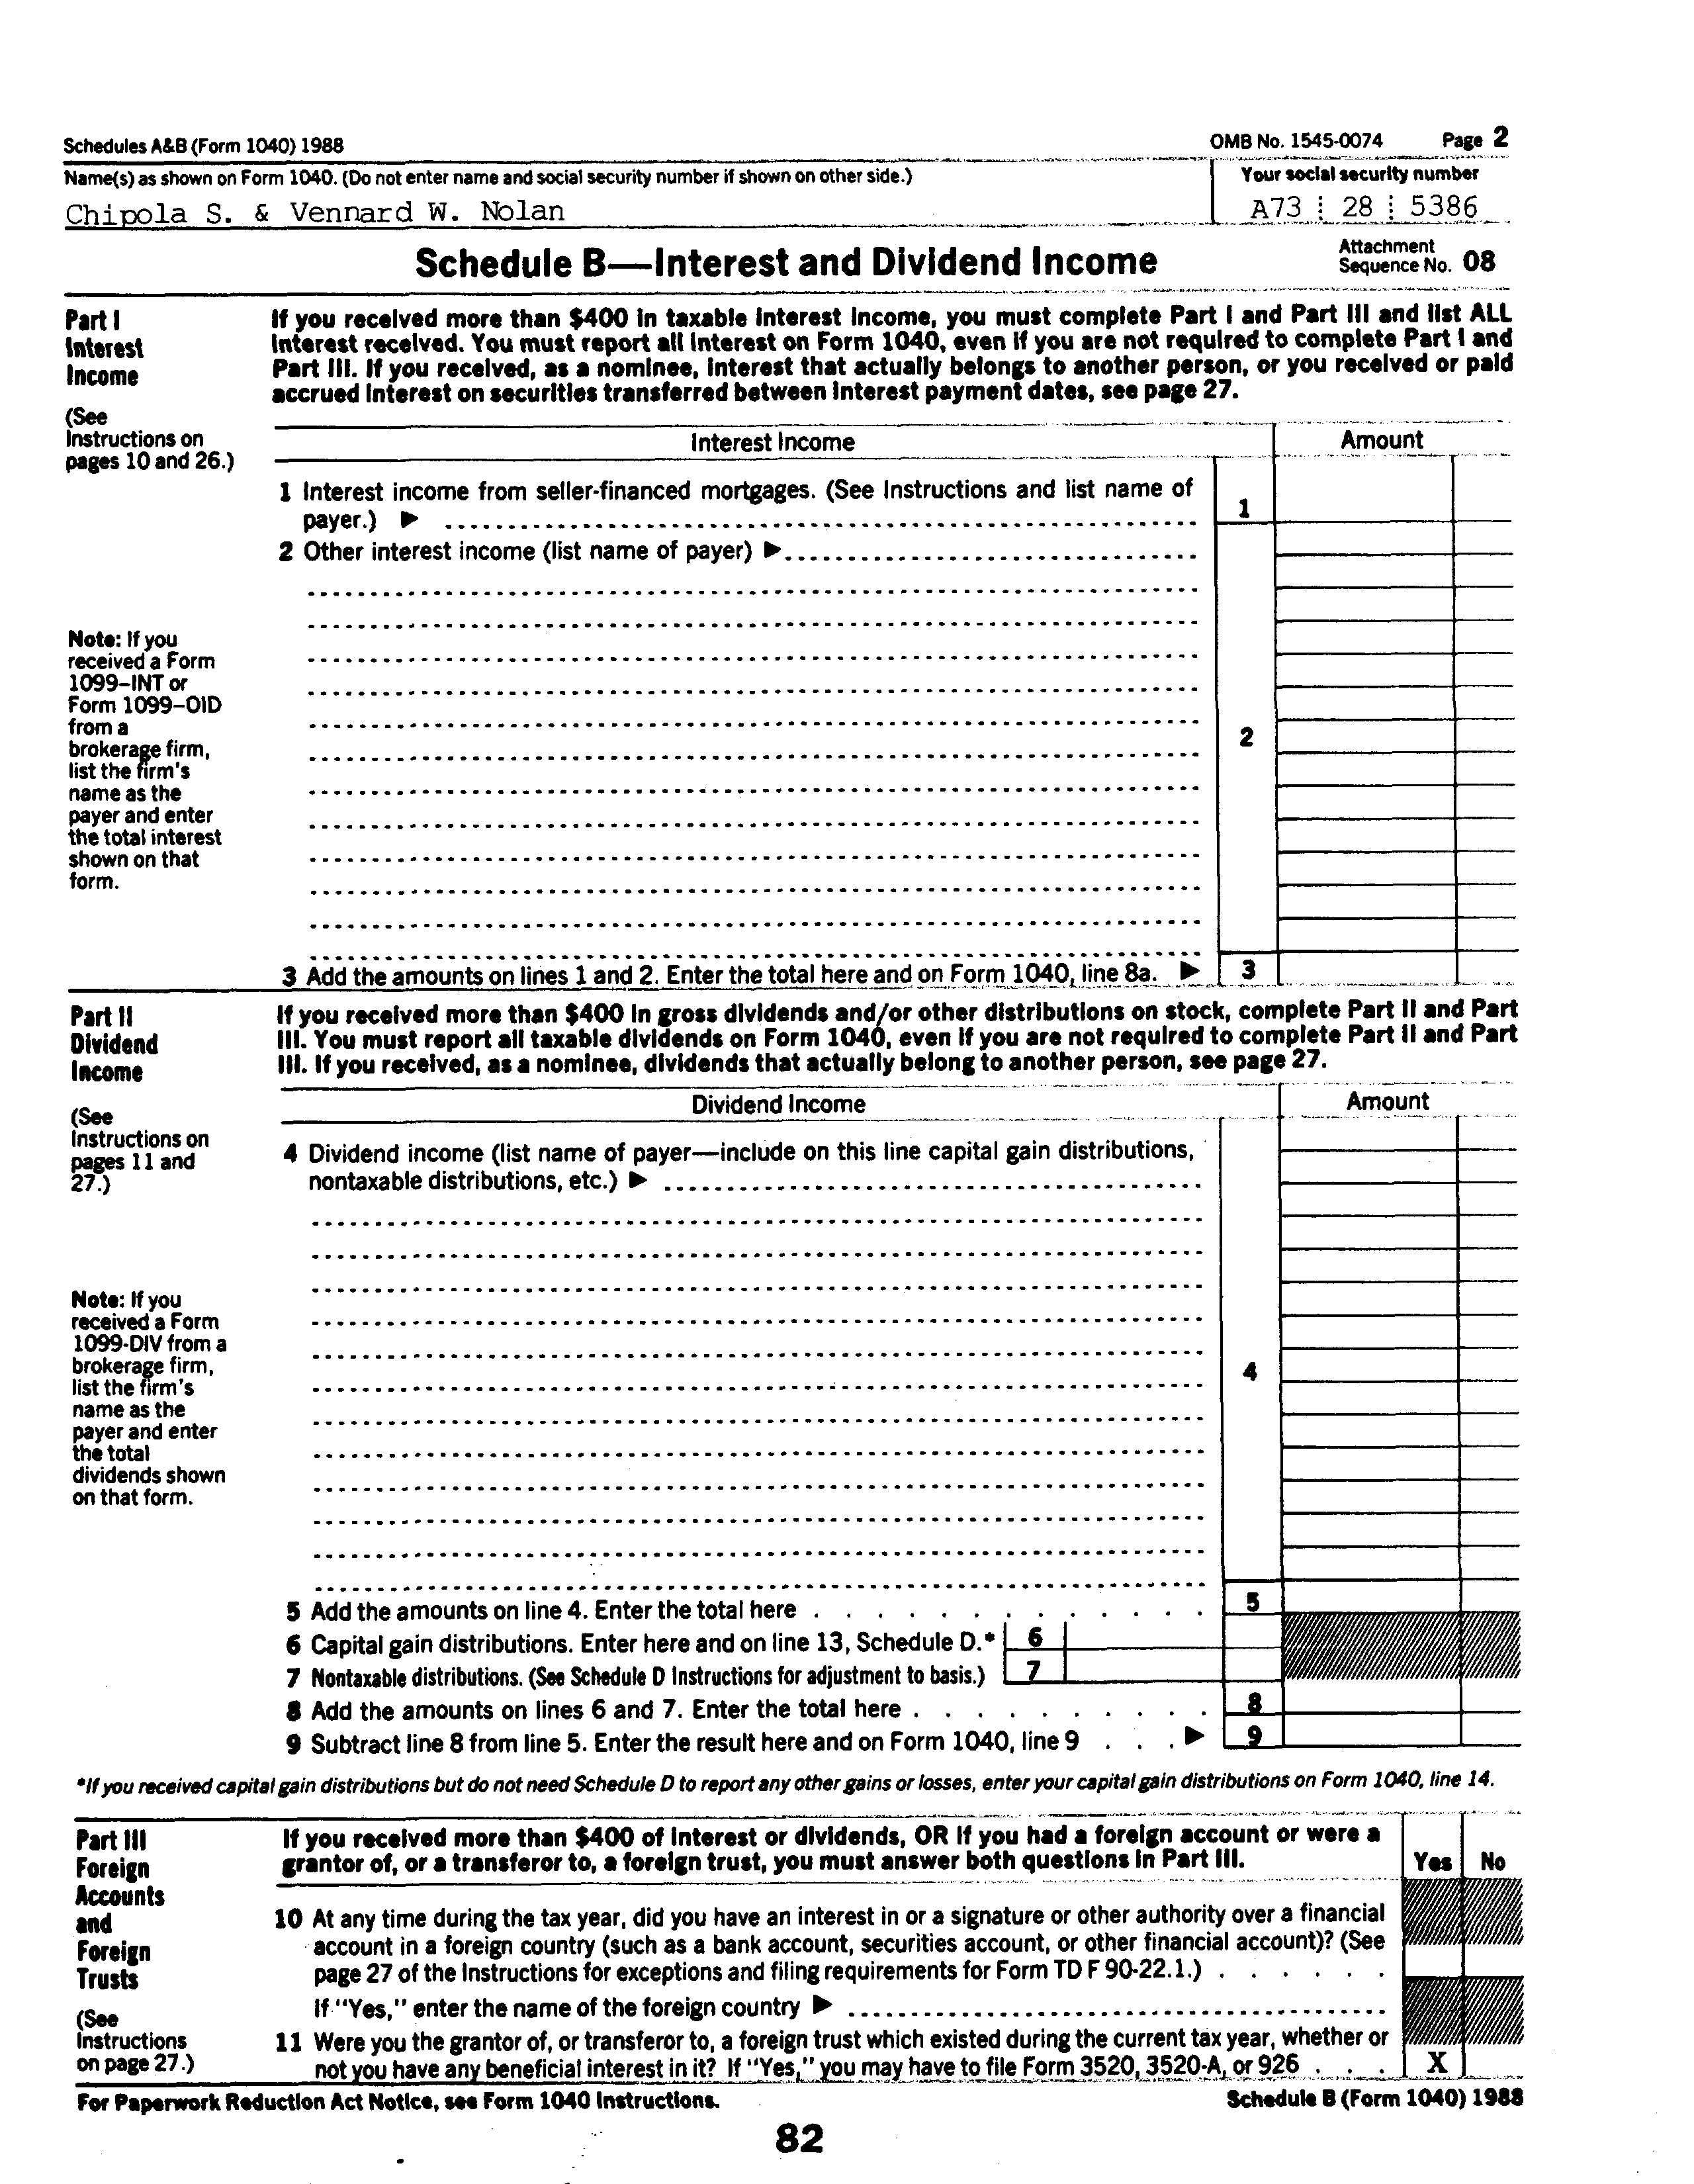 Schedules A&B (Form 1040) 1988 OMB No. 1545-0074 Page 2
Name(s) as shown on Form 1040. (Do not enter name and social security number if shown on other side.) Your social security number
Chipola S. & Vennard W. Nolan A73 28 5386
Schedule B—Interest and Dividend Income Attachment Sequence No. 08
Part I
Interest
Income
(See
Instructions on
pages 10 and 26.)
If you received more than $400 in taxable interest income, you must complete Part I and Part III and list ALL
interest received. You must report all interest on Form 1040, even if you are not required to complete Part I and
Part III. If you received, as a nominee, interest that actually belongs to another person, or you received or paid
accrued interest on securities transferred between interest payment dates, see page 27.
Interest Income Amount
1 Interest income from seller-financed mortgages. (See Instructions and list name of
payer.) ▶ 1
2 Other interest income (list name of payer) ▶
Note: If you
received a Form
1099–INT or
Form 1099–OID
from a
brokerage firm,
list the firm's
name as the
payer and enter
the total interest
shown on that
form.
2
3 Add the amounts on lines 1 and 2. Enter the total here and on Form 1040, line 8a. ▶ 3
Part II
Dividend
Income
(See
Instructions on
pages 11 and
27.)
If you received more than $400 in gross dividends and/or other distributions on stock, complete Part II and Part
III. You must report all taxable dividends on Form 1040, even if you are not required to complete Part II and Part
III. If you received, as a nominee, dividends that actually belong to another person, see page 27.
Dividend Income Amount
4 Dividend income (list name of payer—include on this line capital gain distributions,
nontaxable distributions, etc.) ▶
Note: If you
received a Form
1099-DIV from a
brokerage firm,
list the firm's
name as the
payer and enter
the total
dividends shown
on that form.
4
5 Add the amounts on line 4. Enter the total here 5
6 Capital gain distributions. Enter here and on line 13, Schedule D.* 6
7 Nontaxable distributions. (See Schedule D Instructions for adjustment to basis.) 7
8 Add the amounts on lines 6 and 7. Enter the total here 8
9 Subtract line 8 from line 5. Enter the result here and on Form 1040, line 9 ▶ 9
*If you received capital gain distributions but do not need Schedule D to report any other gains or losses, enter your capital gain distributions on Form 1040, line 14.
Part III
Foreign
Accounts
and
Foreign
Trusts
(See
Instructions
on page 27.)
If you received more than $400 of interest or dividends, OR if you had a foreign account or were a
grantor of, or a transferor to, a foreign trust, you must answer both questions in Part III. Yes No
10 At any time during the tax year, did you have an interest in or a signature or other authority over a financial
account in a foreign country (such as a bank account, securities account, or other financial account)? (See
page 27 of the Instructions for exceptions and filing requirements for Form TD F 90-22.1.)
If "Yes," enter the name of the foreign country ▶
11 Were you the grantor of, or transferor to, a foreign trust which existed during the current tax year, whether or
not you have any beneficial interest in it? If "Yes," you may have to file Form 3520, 3520-A, or 926 X
For Paperwork Reduction Act Notice, see Form 1040 Instructions. Schedule B (Form 1040) 1988
82